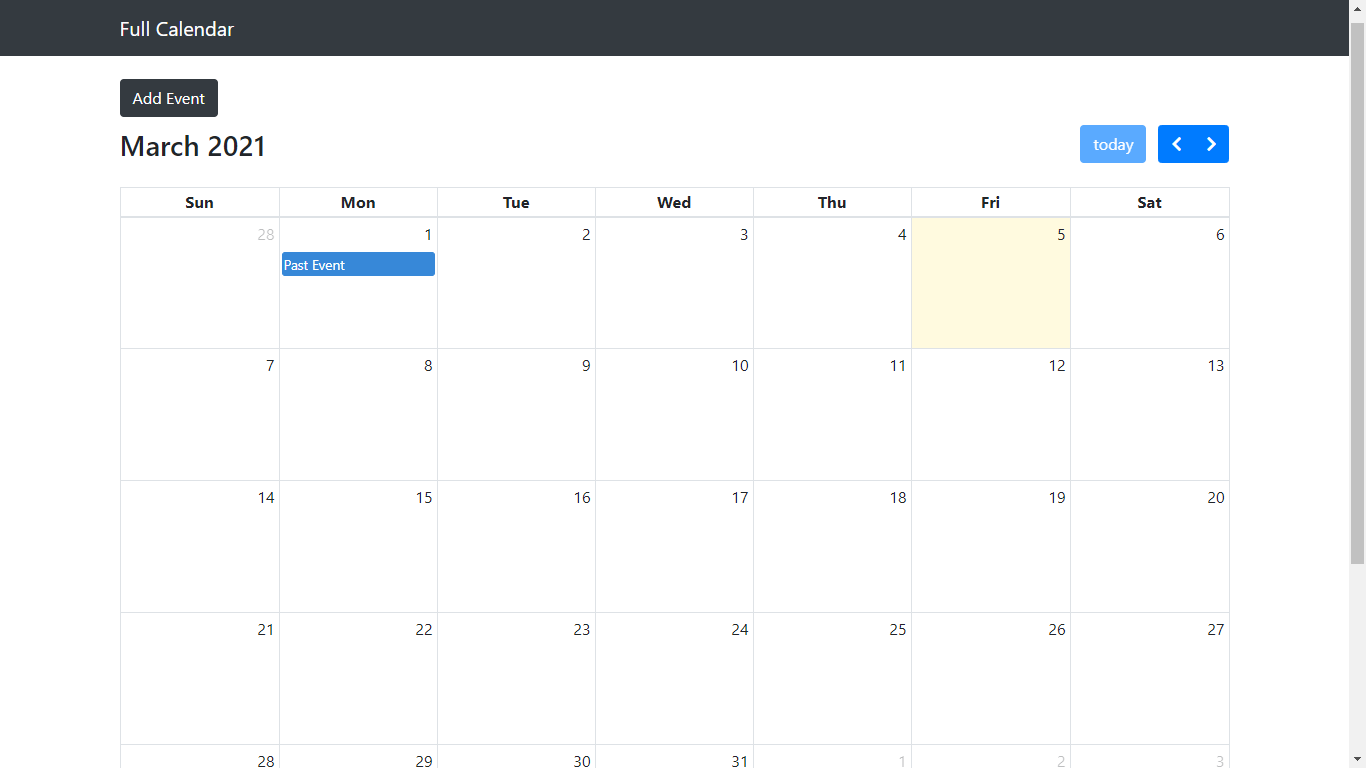 Full Calendar
Add Event
March 2021
today
Sun Mon Tue Wed Thu Fri Sat
28 1 2 3 4 5 6
Past Event
7 8 9 10 11 12 13
14 15 16 17 18 19 20
21 22 23 24 25 26 27
28 29 30 31 1 2 3